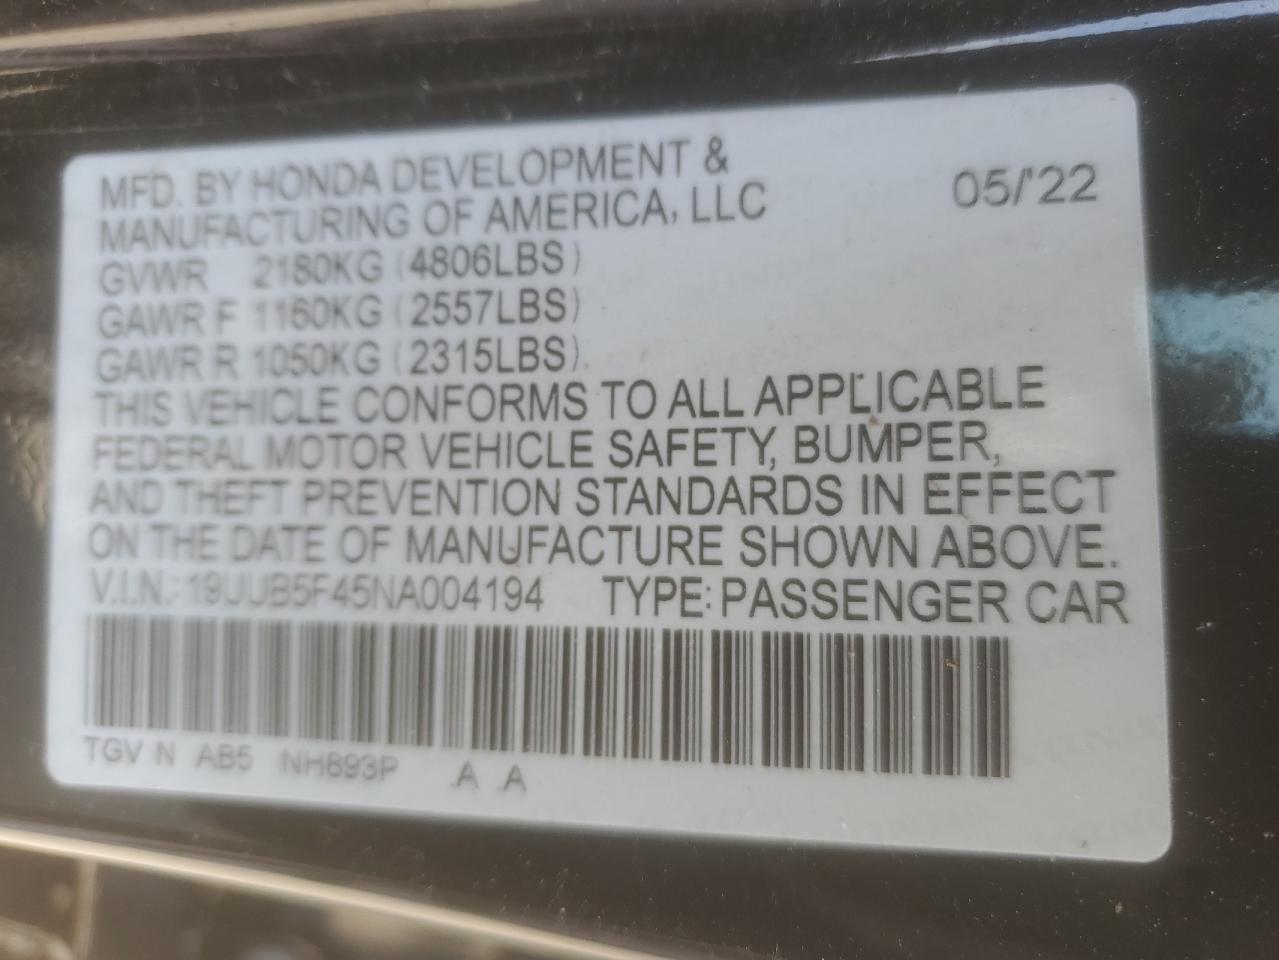 MFD. BY HONDA DEVELOPMENT &
MANUFACTURING OF AMERICA, LLC 05/'22
GVWR 2180KG (4806LBS)
GAWR F 1160KG (2557LBS)
GAWR R 1050KG (2315LBS)
THIS VEHICLE CONFORMS TO ALL APPLICABLE
FEDERAL MOTOR VEHICLE SAFETY, BUMPER,
AND THEFT PREVENTION STANDARDS IN EFFECT
ON THE DATE OF MANUFACTURE SHOWN ABOVE.
V.I.N.: 19UUB5F45NA004194 TYPE: PASSENGER CAR
TGV N AB5 NH893P .A .A